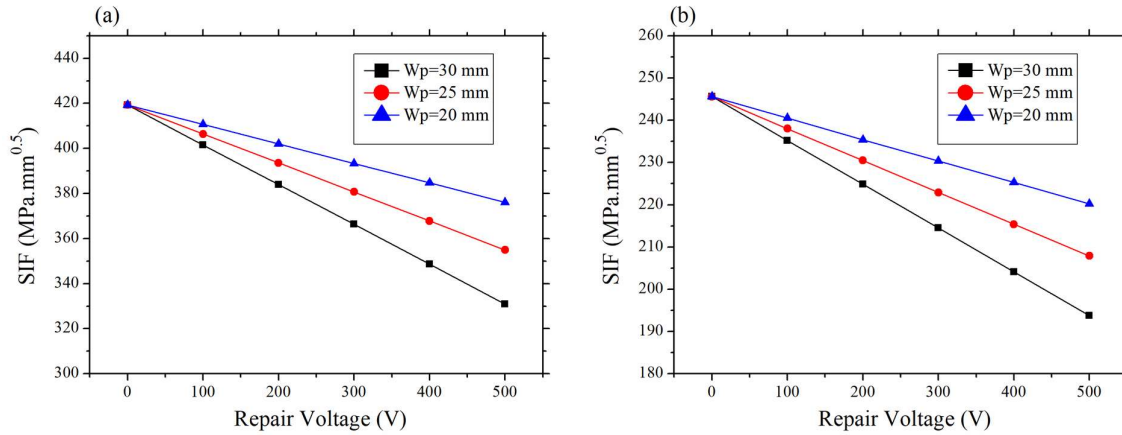 (a)
440
420
400
380
360
340
320
300
SIF (MPa.mm^0.5)
0 100 200 300 400 500
Repair Voltage (V)
Wp=30 mm
Wp=25 mm
Wp=20 mm
(b)
260
250
240
230
220
210
200
190
180
SIF (MPa.mm^0.5)
0 100 200 300 400 500
Repair Voltage (V)
Wp=30 mm
Wp=25 mm
Wp=20 mm